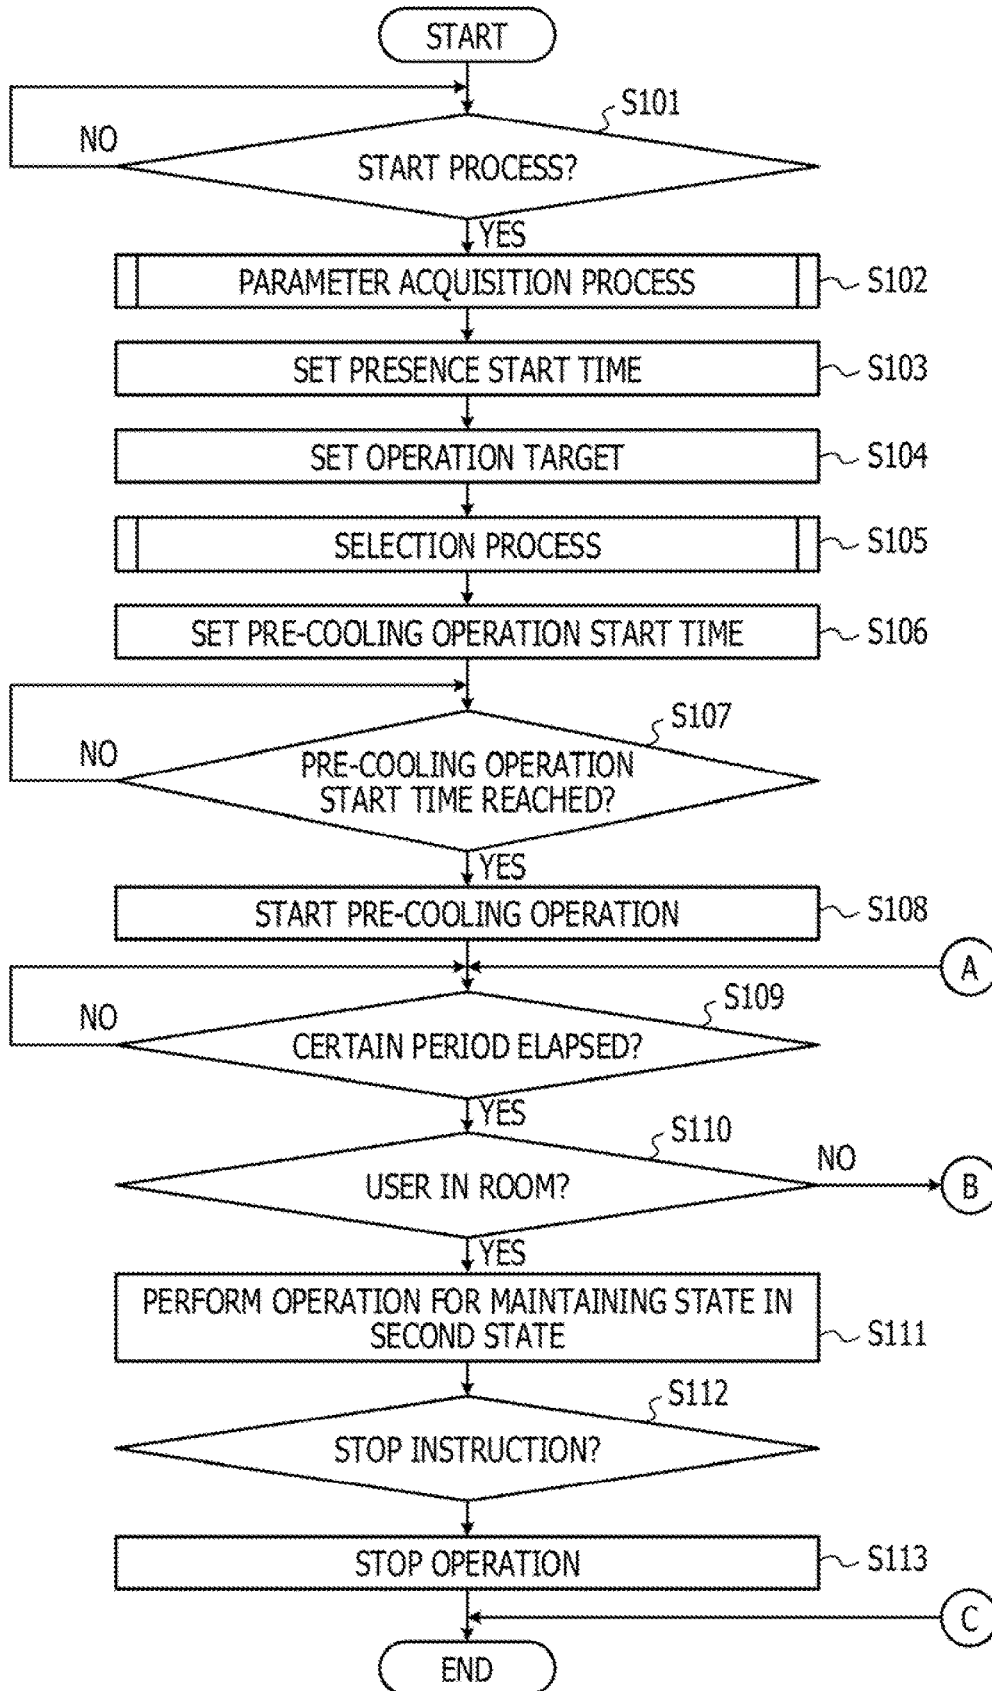 START
S101
NO
START PROCESS?
YES
PARAMETER ACQUISITION PROCESS
S102
SET PRESENCE START TIME
S103
SET OPERATION TARGET
S104
SELECTION PROCESS
S105
SET PRE-COOLING OPERATION START TIME
S106
S107
NO
PRE-COOLING OPERATION
START TIME REACHED?
YES
START PRE-COOLING OPERATION
S108
A
S109
NO
CERTAIN PERIOD ELAPSED?
YES
S110
NO
USER IN ROOM?
B
YES
PERFORM OPERATION FOR MAINTAINING STATE IN
SECOND STATE
S111
S112
STOP INSTRUCTION?
STOP OPERATION
S113
C
END